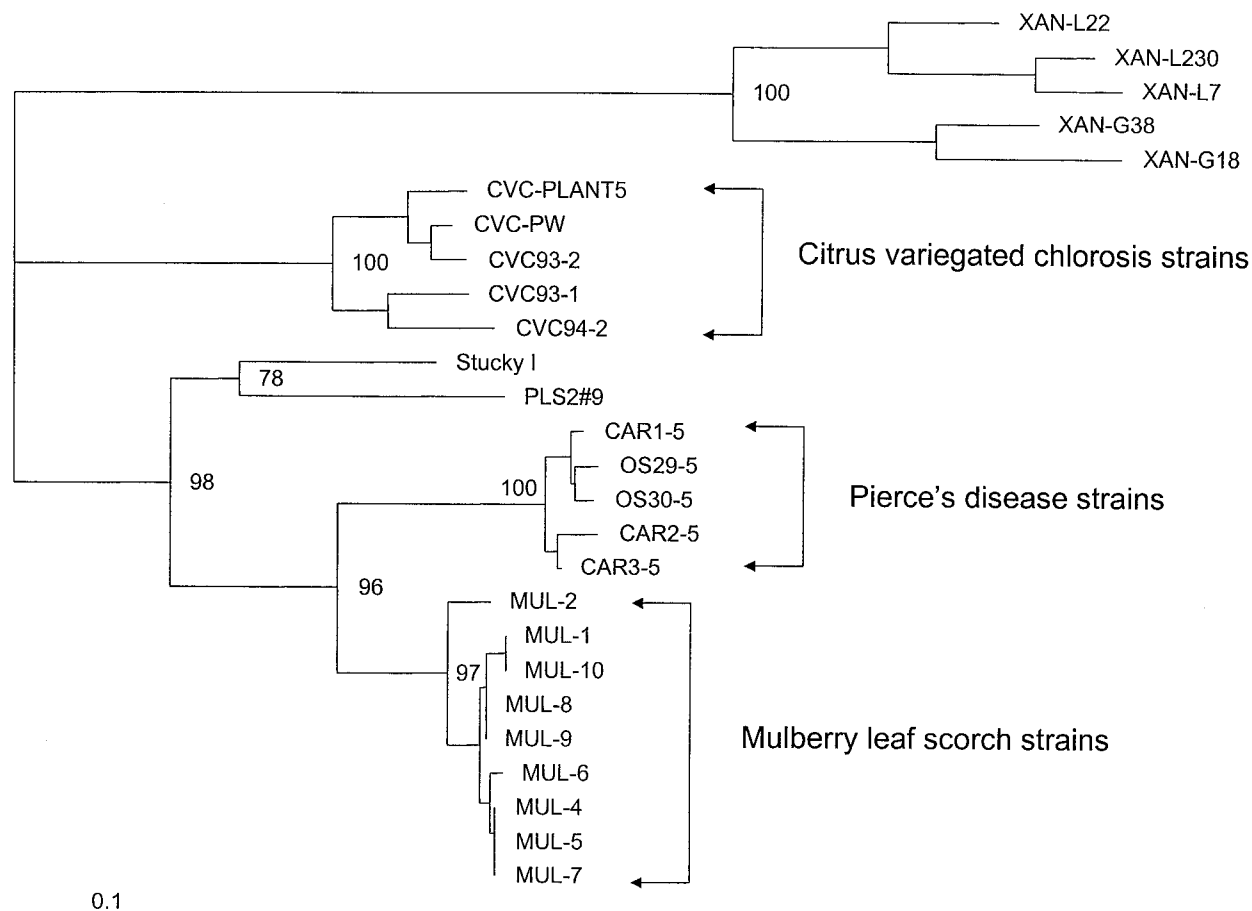 XAN-L22
XAN-L230
100
XAN-L7
XAN-G38
XAN-G18
CVC-PLANT5
CVC-PW
Citrus variegated chlorosis strains
100
CVC93-2
CVC93-1
CVC94-2
Stucky I
78
PLS2#9
CAR1-5
OS29-5
98
100
OS30-5
Pierce's disease strains
CAR2-5
CAR3-5
96
MUL-2
MUL-1
97
MUL-10
MUL-8
MUL-9
Mulberry leaf scorch strains
MUL-6
MUL-4
MUL-5
MUL-7
0.1